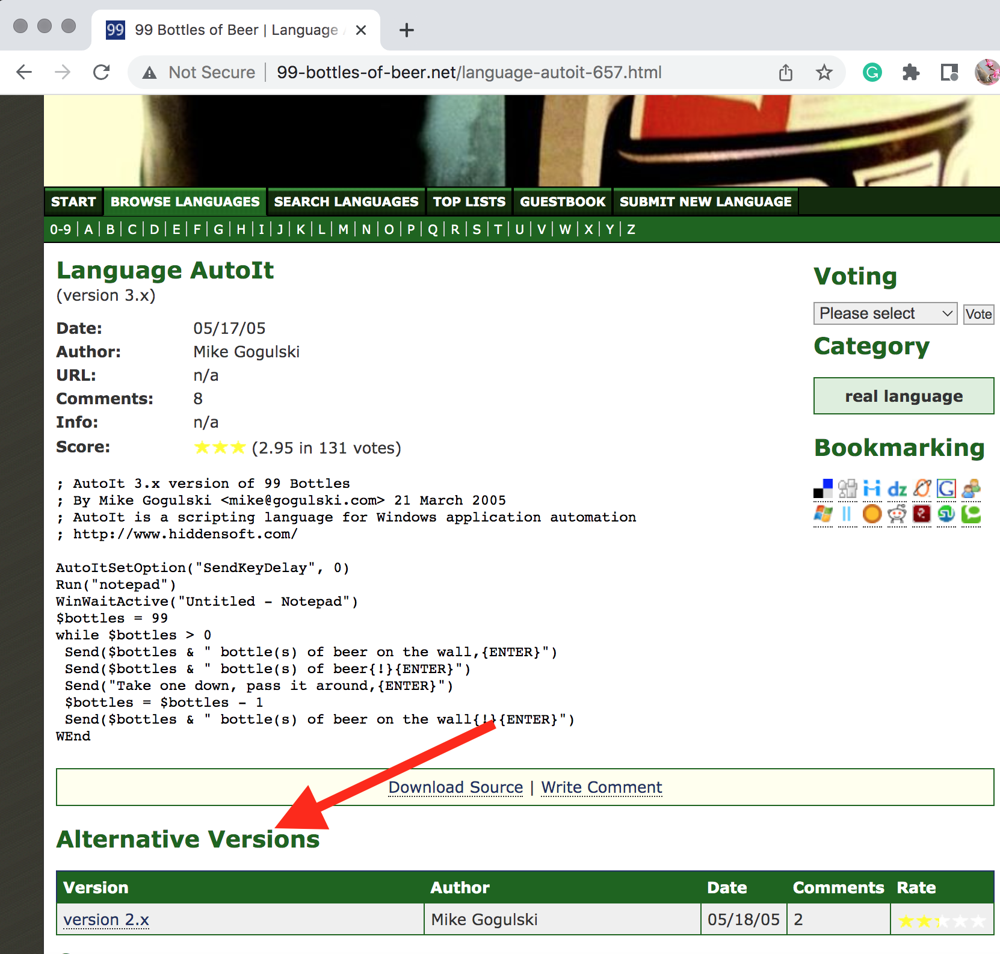 99 99 Bottles of Beer | Language
Not Secure 99-bottles-of-beer.net/language-autoit-657.html
START BROWSE LANGUAGES SEARCH LANGUAGES TOP LISTS GUESTBOOK SUBMIT NEW LANGUAGE
0-9 | A | B | C | D | E | F | G | H | I | J | K | L | M | N | O | P | Q | R | S | T | U | V | W | X | Y | Z
Language AutoIt
(version 3.x)
Date: 05/17/05
Author: Mike Gogulski
URL: n/a
Comments: 8
Info: n/a
Score: (2.95 in 131 votes)
; AutoIt 3.x version of 99 Bottles
; By Mike Gogulski <mike@gogulski.com> 21 March 2005
; AutoIt is a scripting language for Windows application automation
; http://www.hiddensoft.com/
AutoItSetOption("SendKeyDelay", 0)
Run("notepad")
WinWaitActive("Untitled - Notepad")
$bottles = 99
while $bottles > 0
Send($bottles & " bottle(s) of beer on the wall,{ENTER}")
Send($bottles & " bottle(s) of beer{!}{ENTER}")
Send("Take one down, pass it around,{ENTER}")
$bottles = $bottles - 1
Send($bottles & " bottle(s) of beer on the wall{!}{ENTER}")
WEnd
Download Source | Write Comment
Alternative Versions
Version Author Date Comments Rate
version 2.x Mike Gogulski 05/18/05 2
Voting
Please select Vote
Category
real language
Bookmarking